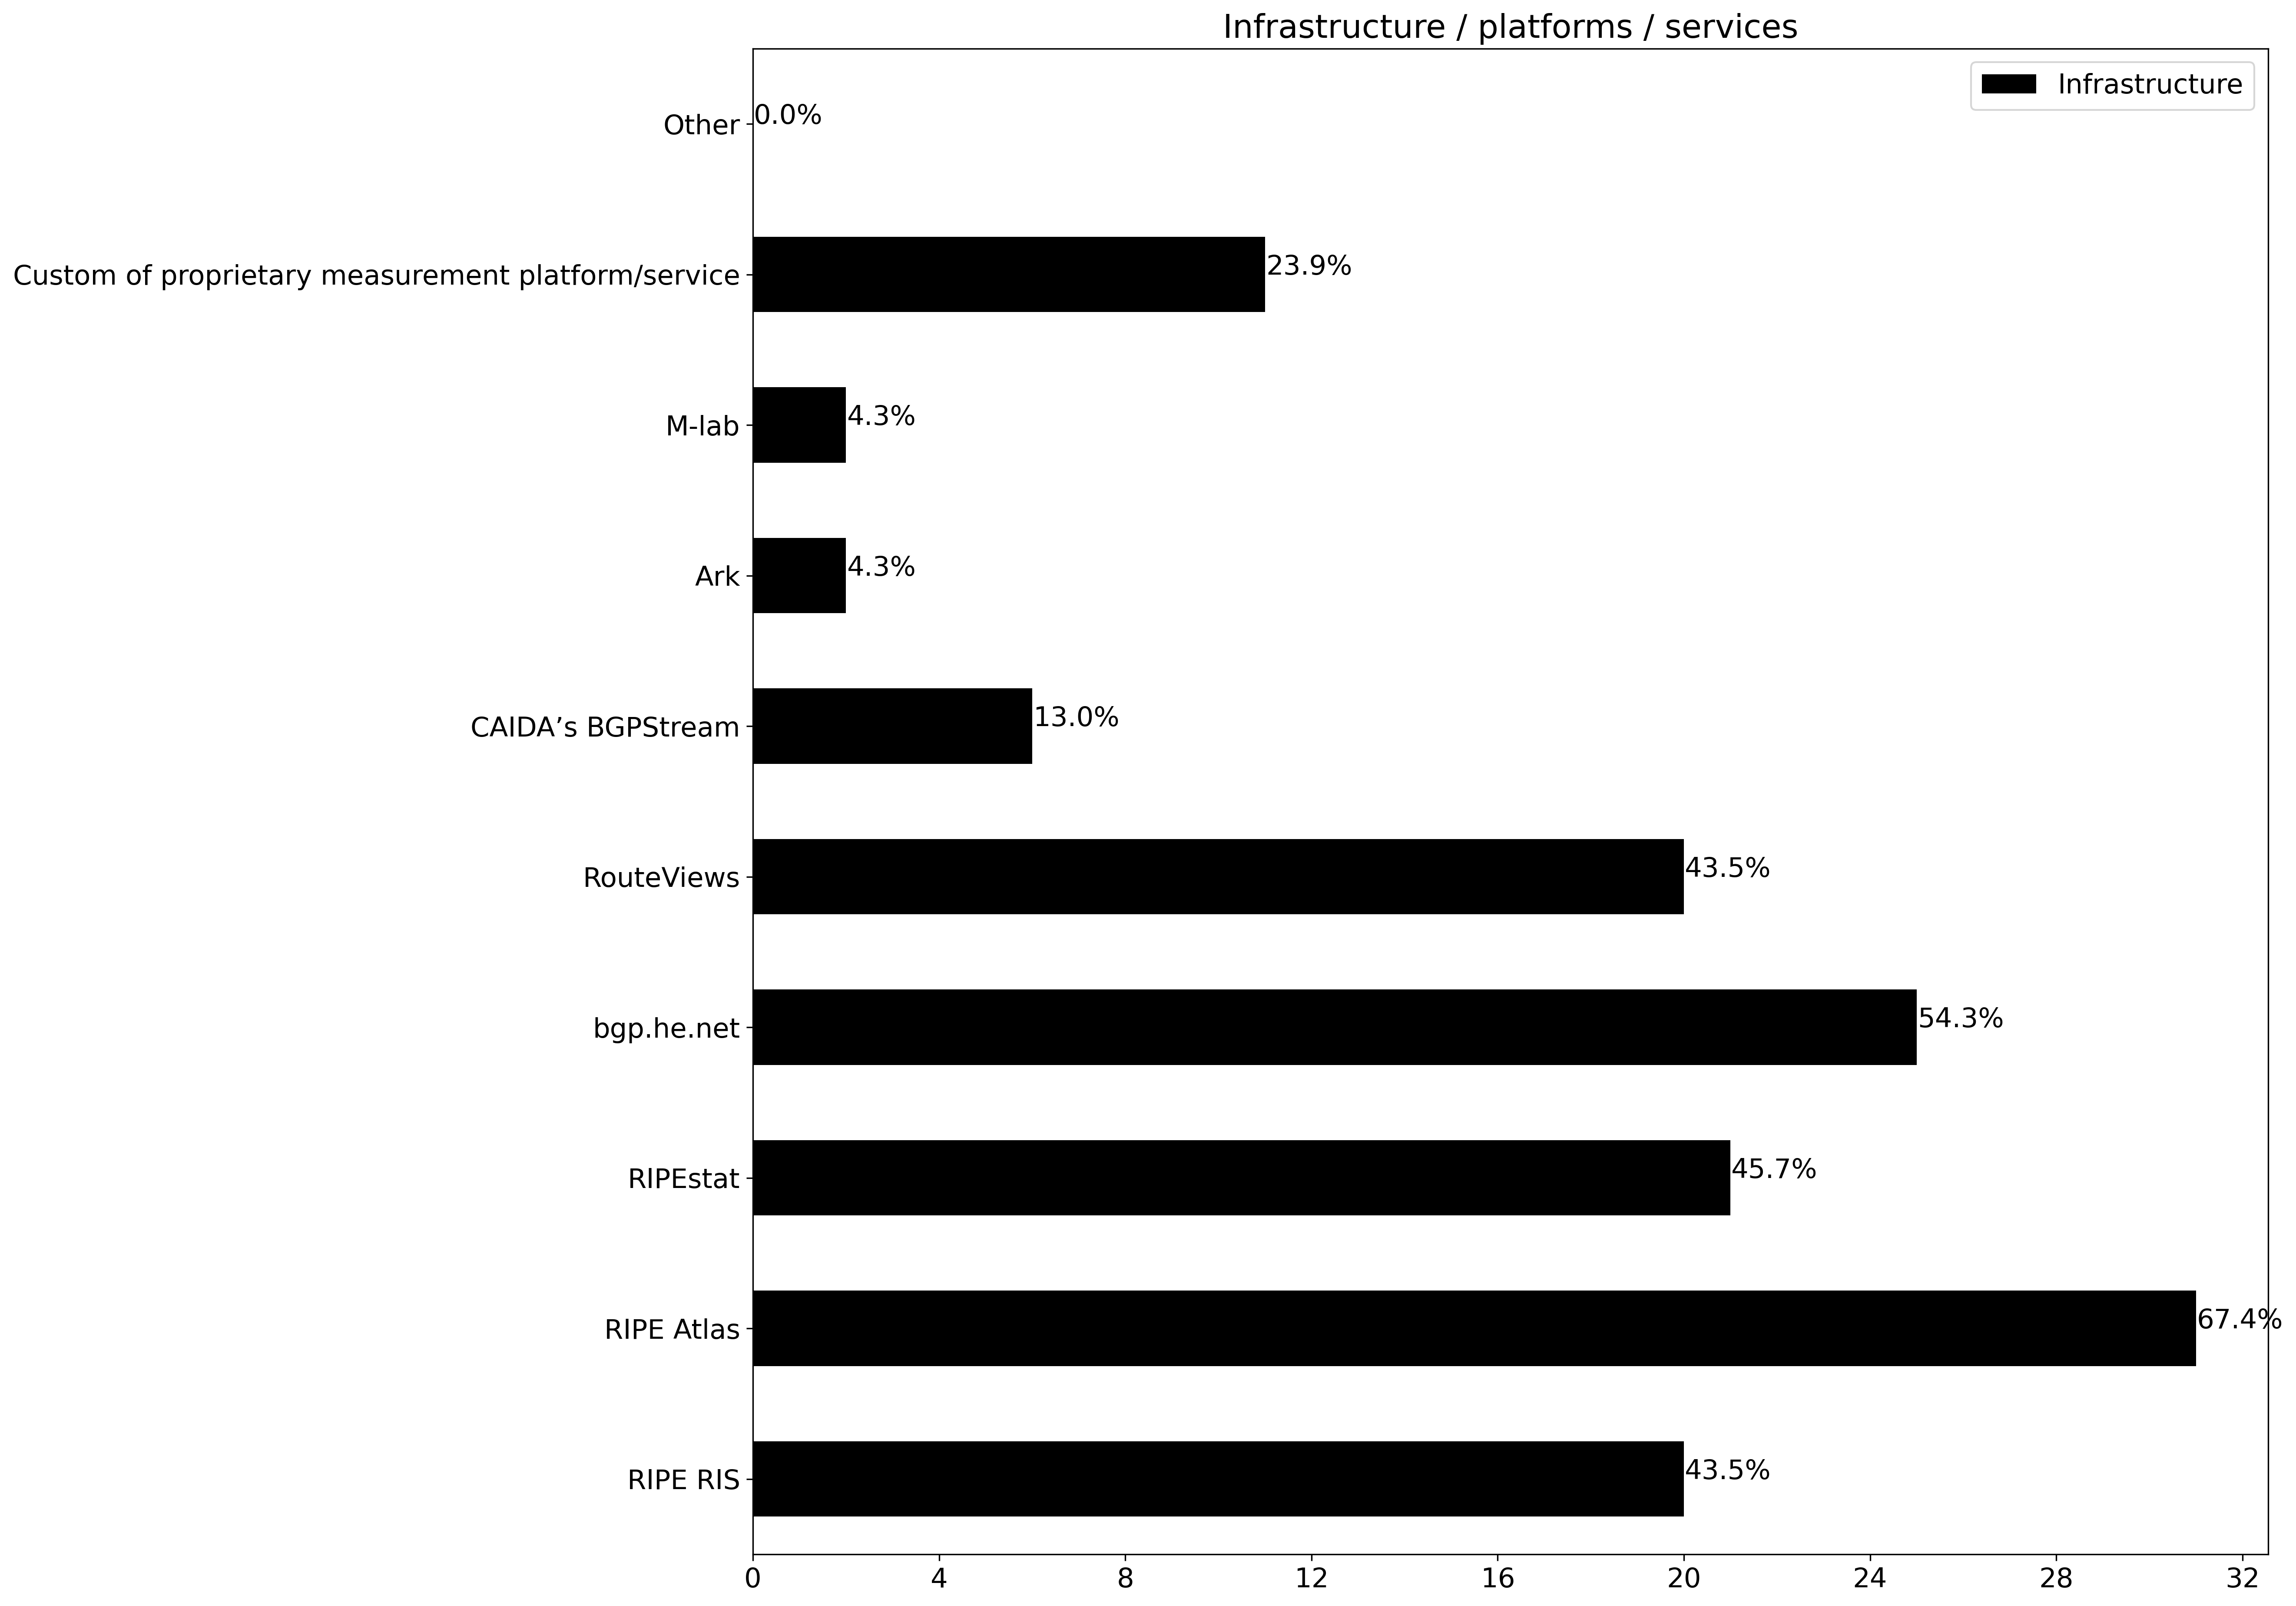 Infrastructure / platforms / services
Infrastructure
Other 0.0%
Custom of proprietary measurement platform/service 23.9%
M-lab 4.3%
Ark 4.3%
CAIDA’s BGPStream 13.0%
RouteViews 43.5%
bgp.he.net 54.3%
RIPEstat 45.7%
RIPE Atlas 67.4%
RIPE RIS 43.5%
0 4 8 12 16 20 24 28 32